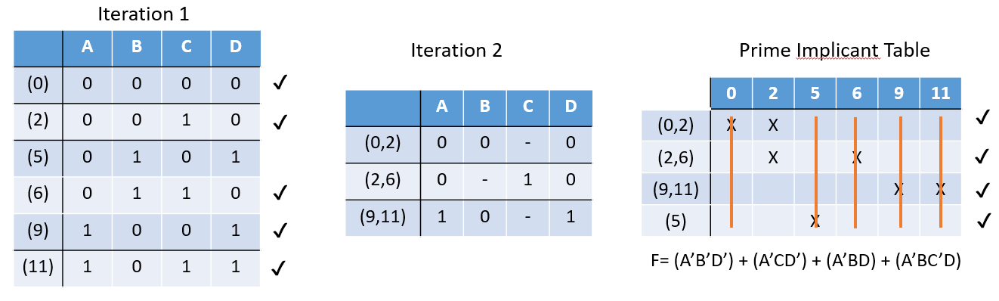 Iteration 1
A B C D
(0) 0 0 0 0 ✓
(2) 0 0 1 0 ✓
(5) 0 1 0 1
(6) 0 1 1 0 ✓
(9) 1 0 0 1 ✓
(11) 1 0 1 1 ✓
Iteration 2
A B C D
(0,2) 0 0 - 0
(2,6) 0 - 1 0
(9,11) 1 0 - 1
Prime Implicant Table
0 2 5 6 9 11
(0,2) X X ✓
(2,6) X X ✓
(9,11) X X ✓
(5) X ✓
F= (A’B’D’) + (A’CD’) + (A’BD) + (A’BC’D)